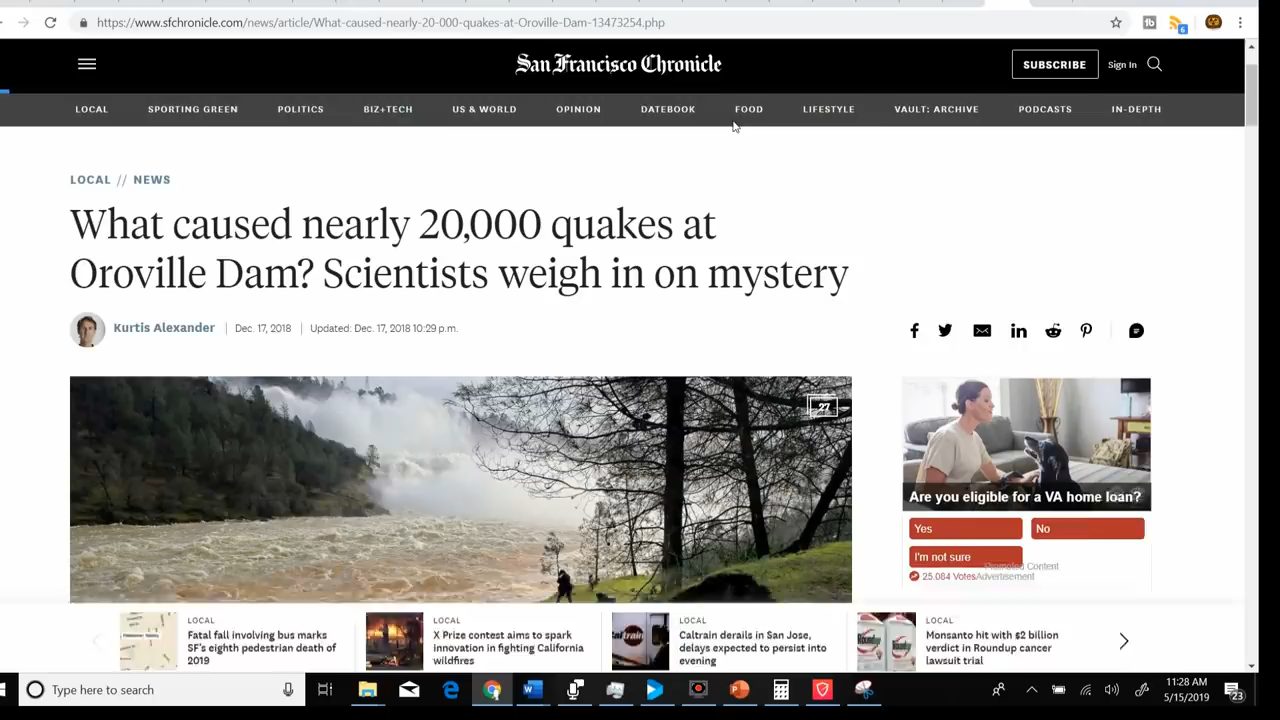 https://www.sfchronicle.com/news/article/What-caused-nearly-20-000-quakes-at-Oroville-Dam-13473254.php
6
San Francisco Chronicle
SUBSCRIBE
Sign In
LOCAL SPORTING GREEN POLITICS BIZ+TECH US & WORLD OPINION DATEBOOK FOOD LIFESTYLE VAULT: ARCHIVE PODCASTS IN-DEPTH
LOCAL // NEWS
What caused nearly 20,000 quakes at
Oroville Dam? Scientists weigh in on mystery
Kurtis Alexander | Dec. 17, 2018 | Updated: Dec. 17, 2018 10:29 p.m.
27
Are you eligible for a VA home loan?
Yes
No
I'm not sure
Promoted Content
25,084 Votes
Advertisement
LOCAL
Fatal fall involving bus marks
SF's eighth pedestrian death of
2019
LOCAL
X Prize contest aims to spark
innovation in fighting California
wildfires
LOCAL
Caltrain derails in San Jose,
delays expected to persist into
evening
LOCAL
Monsanto hit with $2 billion
verdict in Roundup cancer
lawsuit trial
Type here to search
11:28 AM
5/15/2019
23